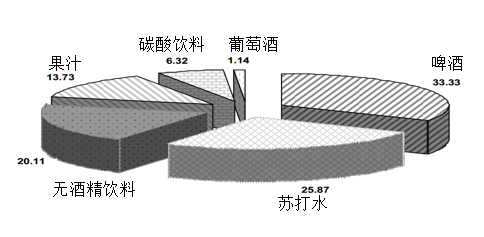 碳酸饮料
6.32
葡萄酒
1.14
果汁
13.73
啤酒
33.33
20.11
无酒精饮料
25.87
苏打水